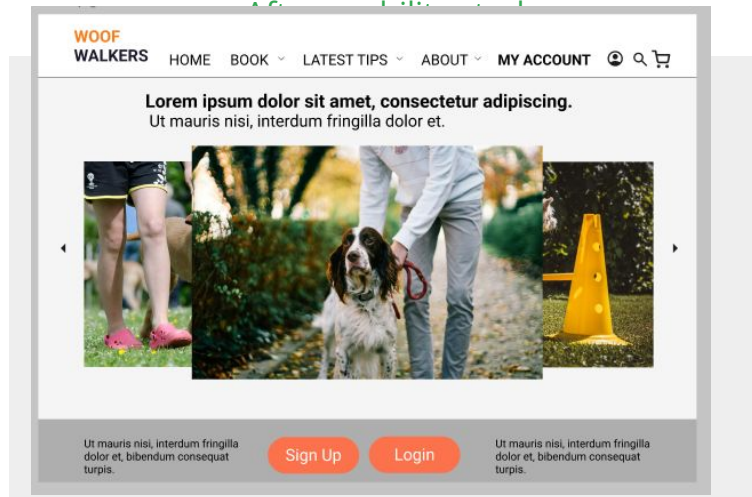 WOOF
WALKERS
HOME BOOK LATEST TIPS ABOUT MY ACCOUNT
Lorem ipsum dolor sit amet, consectetur adipiscing.
Ut mauris nisi, interdum fringilla dolor et.
Ut mauris nisi, interdum fringilla
dolor et, bibendum consequat
turpis.
Sign Up
Login
Ut mauris nisi, interdum fringilla
dolor et, bibendum consequat
turpis.